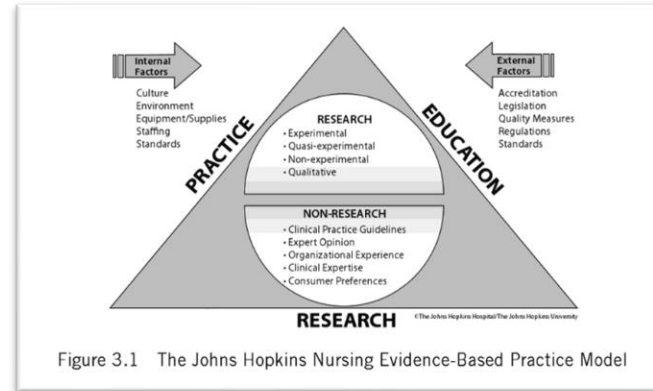 Internal
Factors
Culture
Environment
Equipment/Supplies
Staffing
Standards
External
Factors
Accreditation
Legislation
Quality Measures
Regulations
Standards
PRACTICE
EDUCATION
RESEARCH
• Experimental
• Quasi-experimental
• Non-experimental
• Qualitative
NON-RESEARCH
• Clinical Practice Guidelines
• Expert Opinion
• Organizational Experience
• Clinical Expertise
• Consumer Preferences
RESEARCH
©The Johns Hopkins Hospital/The Johns Hopkins University
Figure 3.1 The Johns Hopkins Nursing Evidence-Based Practice Model